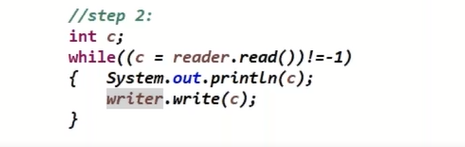 //step 2:
int c;
while((c = reader.read())!=-1)
{   System.out.println(c);
    writer.write(c);
}